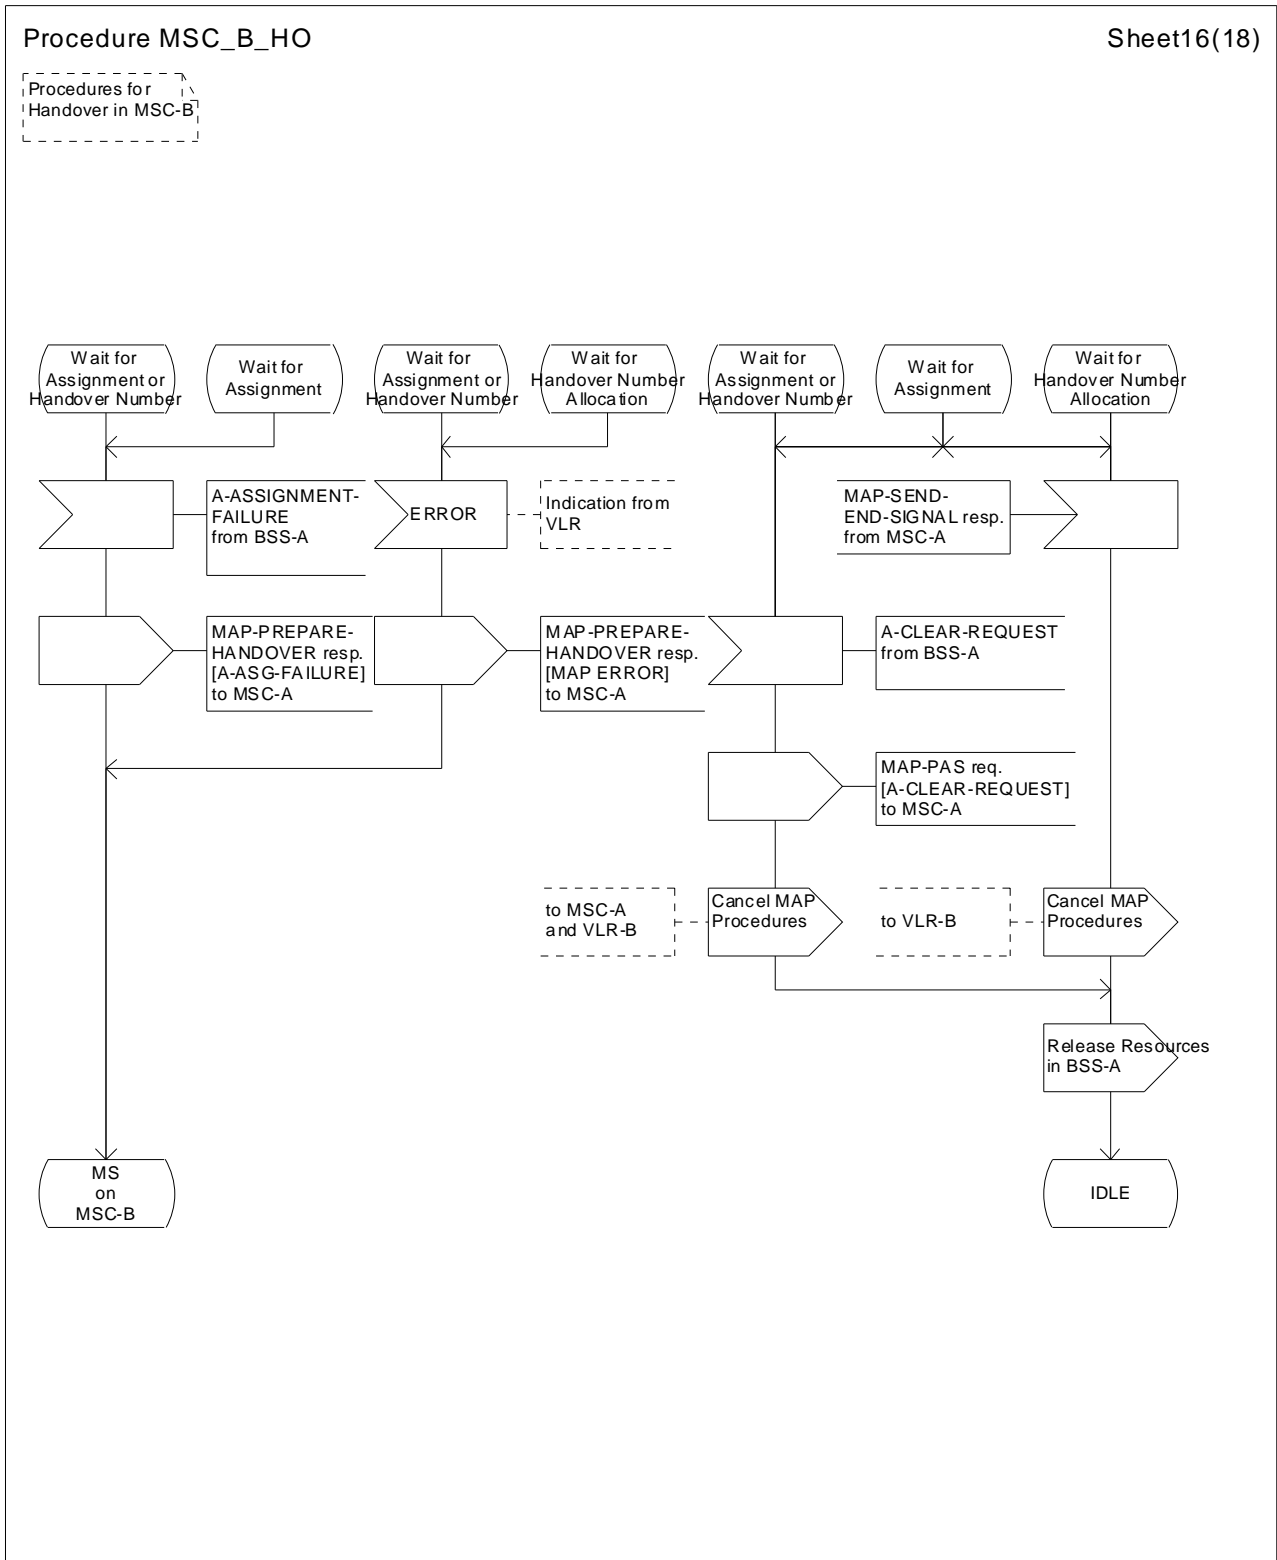 Procedure MSC_B_HO
Sheet16(18)
Procedures for
Handover in MSC-B
Wait for
Assignment or
Handover Number
Wait for
Assignment
Wait for
Assignment or
Handover Number
Wait for
Handover Number
Allocation
Wait for
Assignment or
Handover Number
Wait for
Assignment
Wait for
Handover Number
Allocation
A-ASSIGNMENT-
FAILURE
from BSS-A
ERROR
Indication from
VLR
MAP-SEND-
END-SIGNAL resp.
from MSC-A
MAP-PREPARE-
HANDOVER resp.
[A-ASG-FAILURE]
to MSC-A
MAP-PREPARE-
HANDOVER resp.
[MAP ERROR]
to MSC-A
A-CLEAR-REQUEST
from BSS-A
MAP-PAS req.
[A-CLEAR-REQUEST]
to MSC-A
to MSC-A
and VLR-B
Cancel MAP
Procedures
to VLR-B
Cancel MAP
Procedures
Release Resources
in BSS-A
MS
on
MSC-B
IDLE